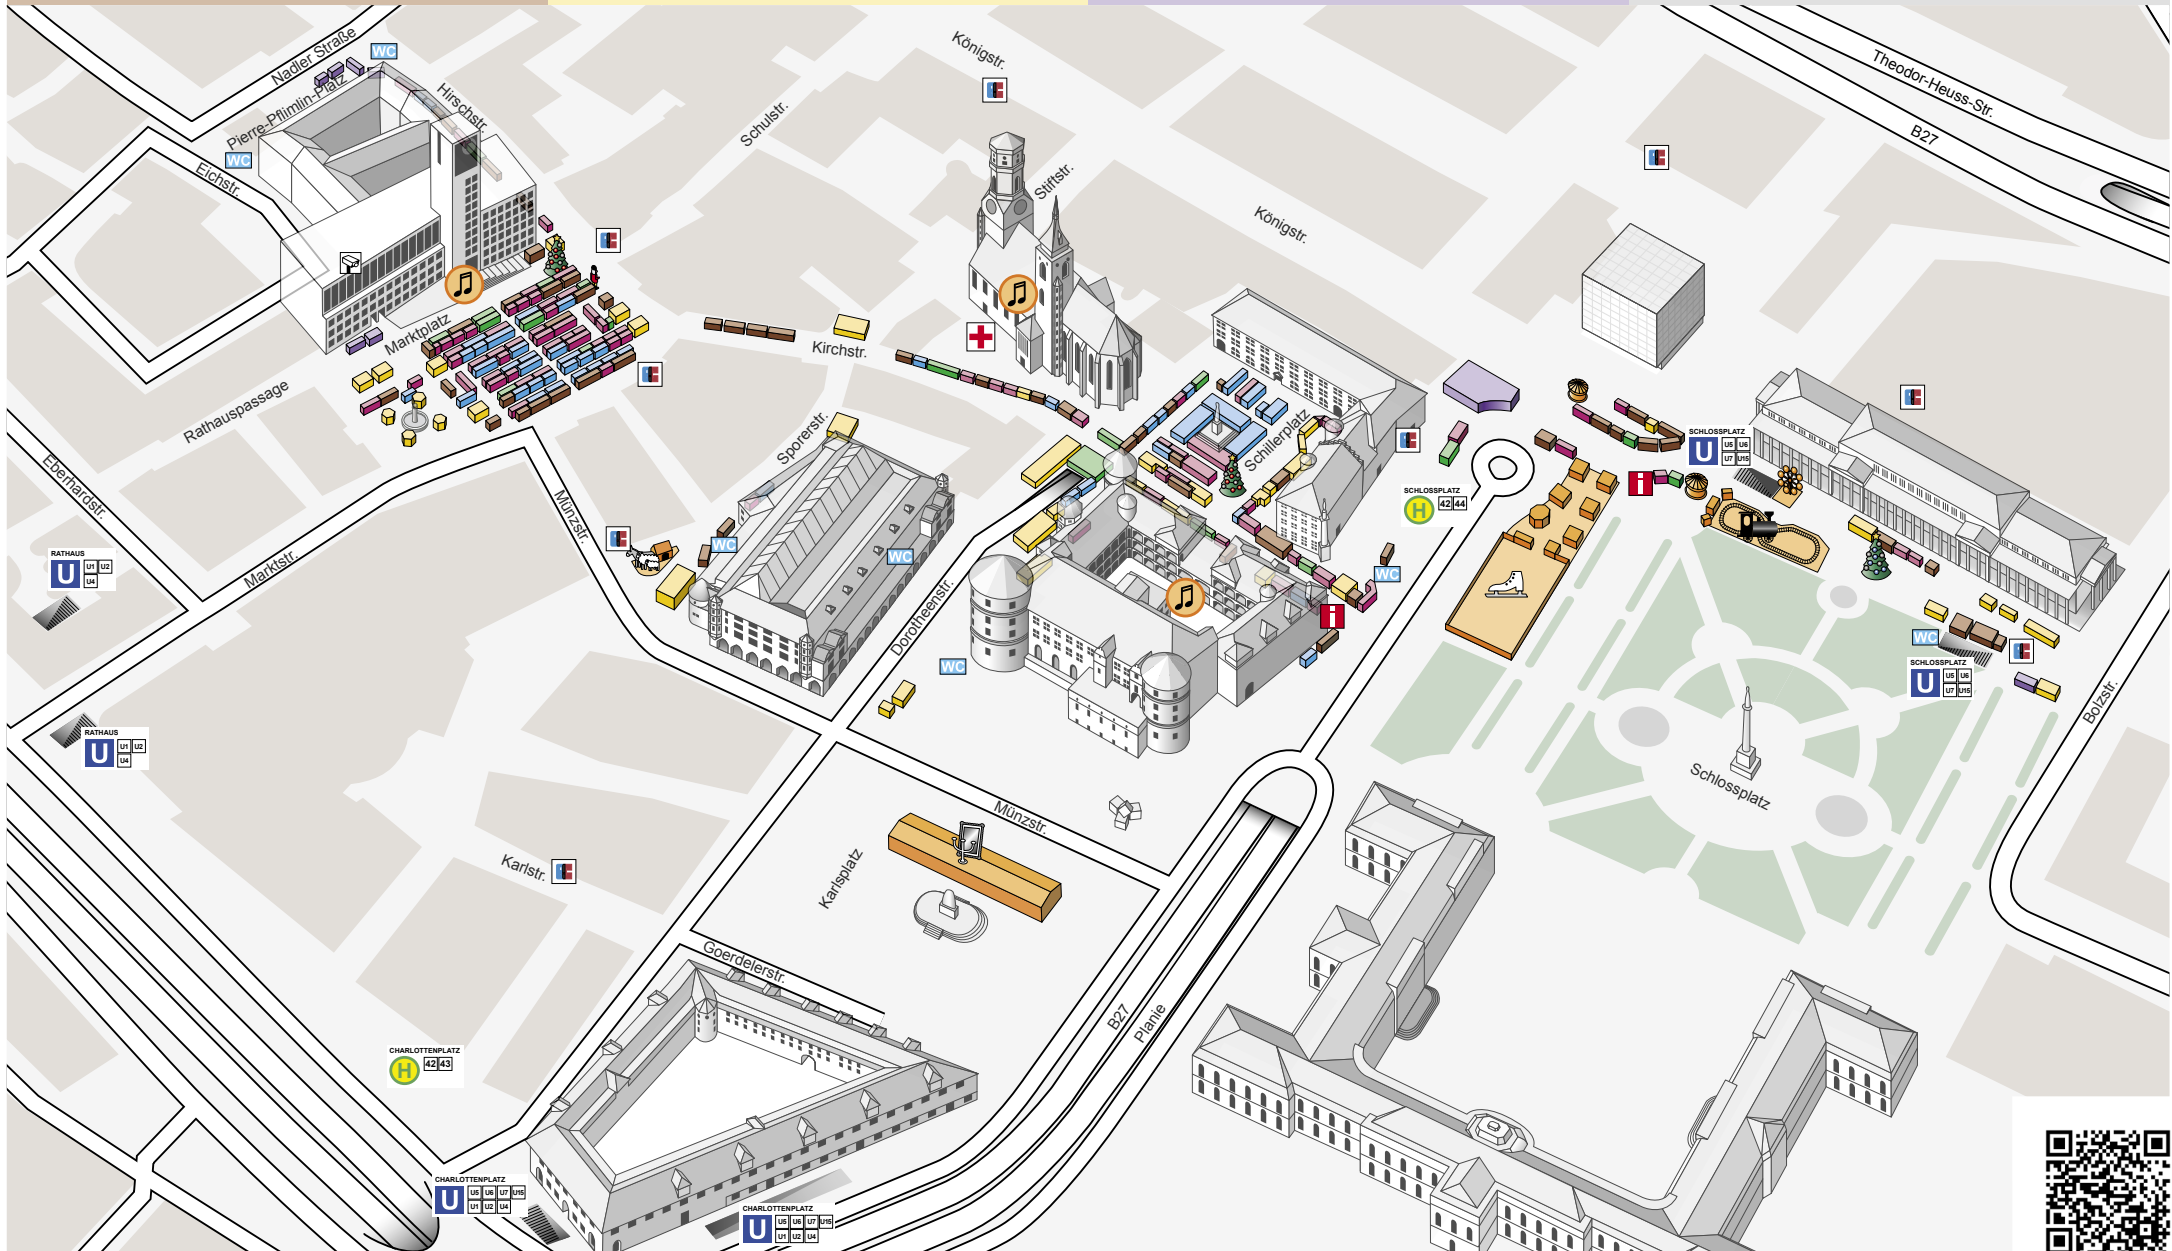 Nadler Straße
WC
Pierre-Pflimlin-Platz
Hirschstr.
WC
Eichstr.
Schulstr.
Königstr.
Stiftstr.
Königstr.
Theodor-Heuss-Str.
B27
Marktplatz
Rathauspassage
Kirchstr.
Sporerstr.
Schillerplatz
SCHLOSSPLATZ
U
U5 U6
U7 U15
i
SCHLOSSPLATZ
H 42 44
Eberhardstr.
Münzstr.
Marktstr.
RATHAUS
U
U1 U2
U4
WC
WC
WC
i
Dorotheenstr.
WC
WC
SCHLOSSPLATZ
U
U5 U6
U7 U15
Bolzstr.
RATHAUS
U
U1 U2
U4
Schlossplatz
Münzstr.
Karlstr.
Karlsplatz
Goerdelerstr.
B27
Planie
CHARLOTTENPLATZ
H 42 43
CHARLOTTENPLATZ
U
U5 U6 U7 U15
U1 U2 U4
CHARLOTTENPLATZ
U
U5 U6 U7 U15
U1 U2 U4